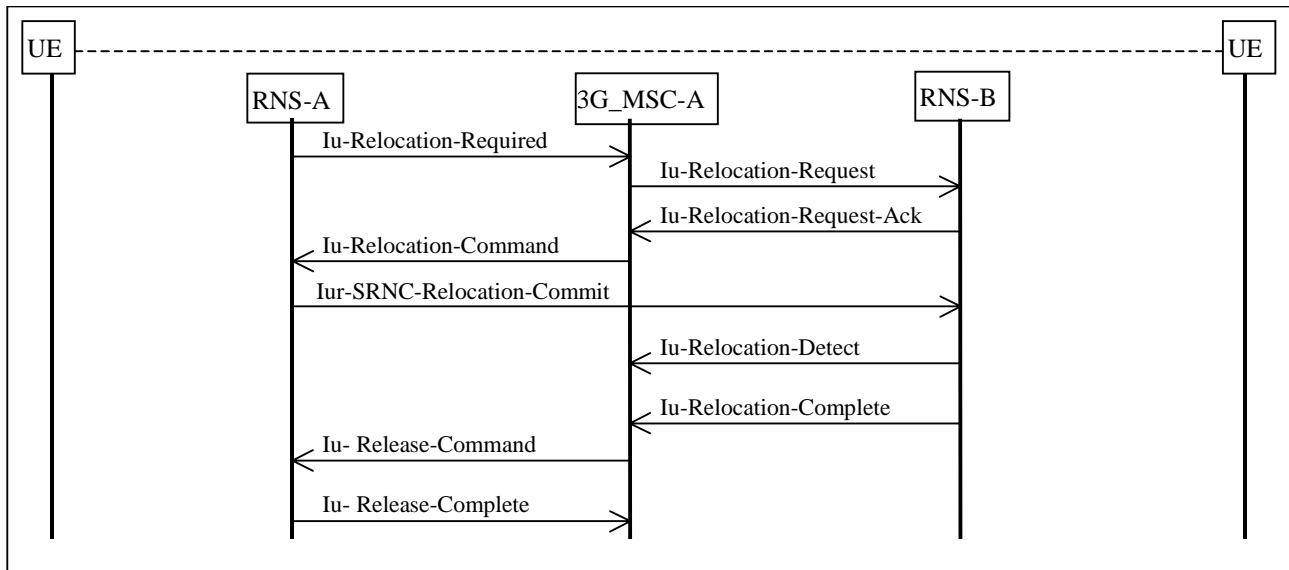 UE
UE
RNS-A
3G_MSC-A
RNS-B
Iu-Relocation-Required
Iu-Relocation-Request
Iu-Relocation-Request-Ack
Iu-Relocation-Command
Iur-SRNC-Relocation-Commit
Iu-Relocation-Detect
Iu-Relocation-Complete
Iu- Release-Command
Iu- Release-Complete